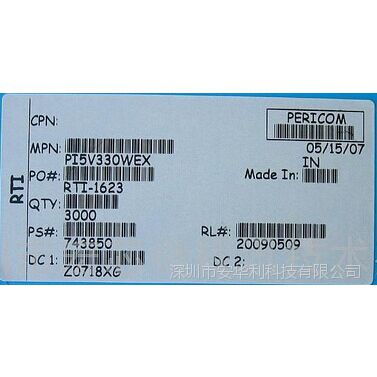 PERICOM
CPN:
MPN: 05/15/07
PI5V330WEX IN
PO#: Made In:
RTI-1623
RTI
QTY:
3000
PS#: RL#:
743850 20090509
DC 1: DC 2:
Z0718XG
深圳市安华利科技有限公司